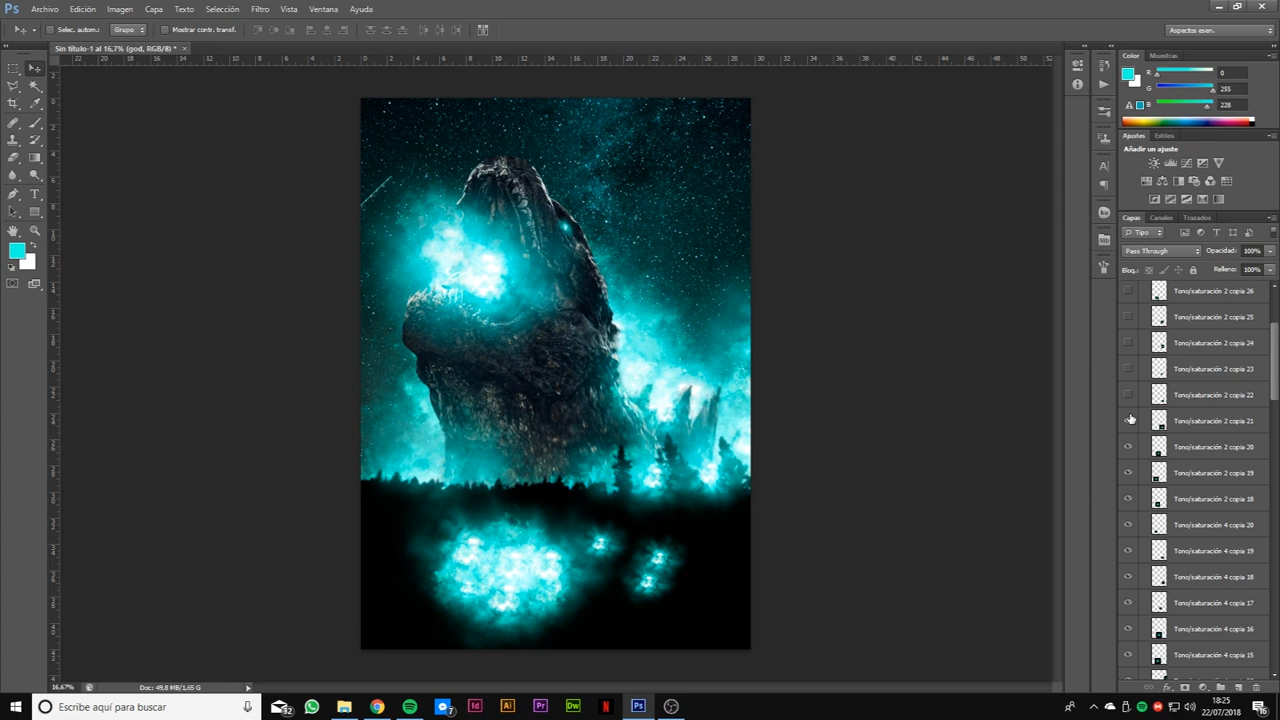 Ps Archivo Edición Imagen Capa Texto Selección Filtro Vista Ventana Ayuda
Selec. autom.: Grupo Mostrar contr. transf. Aspectos esen.
Sin título-1 al 16,7% (god, RGB/8) *
Color Muestras
R 0
G 255
B 228
Ajustes Estilos
Añadir un ajuste
Capas Canales Trazados
Tipo
Pass Through Opacidad: 100%
Bloq.: Relleno: 100%
Tono/saturación 2 copia 26
Tono/saturación 2 copia 25
Tono/saturación 2 copia 24
Tono/saturación 2 copia 23
Tono/saturación 2 copia 22
Tono/saturación 2 copia 21
Tono/saturación 2 copia 20
Tono/saturación 2 copia 19
Tono/saturación 2 copia 18
Tono/saturación 4 copia 20
Tono/saturación 4 copia 19
Tono/saturación 4 copia 18
Tono/saturación 4 copia 17
Tono/saturación 4 copia 16
Tono/saturación 4 copia 15
16.67% Doc: 49,8 MB/1,65 G
Escribe aquí para buscar
Id Ai Pr Dw N Ps
18:25
22/07/2018